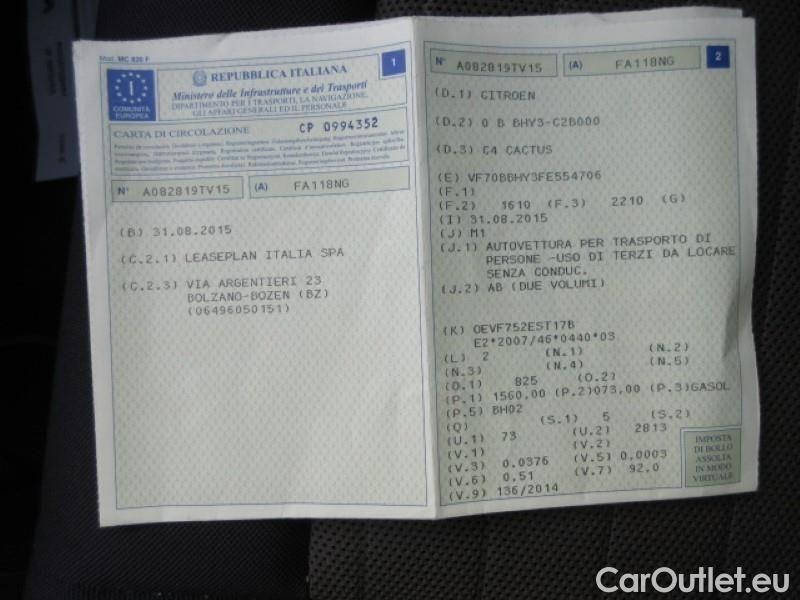 Mod. MC 820 F
1
REPUBBLICA ITALIANA
Ministero delle Infrastrutture e dei Trasporti
DIPARTIMENTO PER I TRASPORTI, LA NAVIGAZIONE,
GLI AFFARI GENERALI ED IL PERSONALE
I
COMUNITÀ
EUROPEA
CARTA DI CIRCOLAZIONE CP 0994352
N° A082819TV15 (A) FA118NG
(B) 31.08.2015
(C.2.1) LEASEPLAN ITALIA SPA
(C.2.3) VIA ARGENTIERI 23
BOLZANO-BOZEN (BZ)
(06496050151)
2
N° A082819TV15 (A) FA118NG
(D.1) CITROEN
(D.2) 0 B BHY3-C2B000
(D.3) C4 CACTUS
(E) VF70BBHY3FE554706
(F.1)
(F.2) 1610 (F.3) 2210 (G)
(I) 31.08.2015
(J) M1
(J.1) AUTOVETTURA PER TRASPORTO DI
PERSONE -USO DI TERZI DA LOCARE
SENZA CONDUC.
(J.2) AB (DUE VOLUMI)
(K) OEVF752EST17B
E2*2007/46*0440*03
(L) 2 (N.1) (N.2)
(N.3) (N.4) (N.5)
(O.1) 825 (O.2)
(P.1) 1560,00 (P.2)073,00 (P.3)GASOL
(P.5) BH02
(Q) (S.1) 5 (S.2)
(U.1) 73 (U.2) 2813
(V.1) (V.2)
(V.3) 0,0376 (V.5) 0,0003
(V.6) 0,51 (V.7) 92,0
(V.9) 136/2014
IMPOSTA
DI BOLLO
ASSOLTA
IN MODO
VIRTUALE
CarOutlet.eu